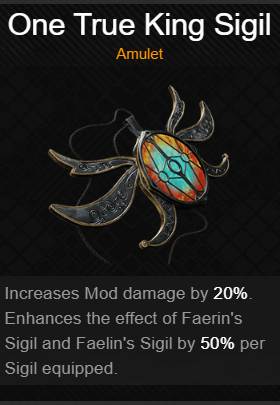 One True King Sigil
Amulet
Increases Mod damage by 20%.
Enhances the effect of Faerin's
Sigil and Faelin's Sigil by 50% per
Sigil equipped.